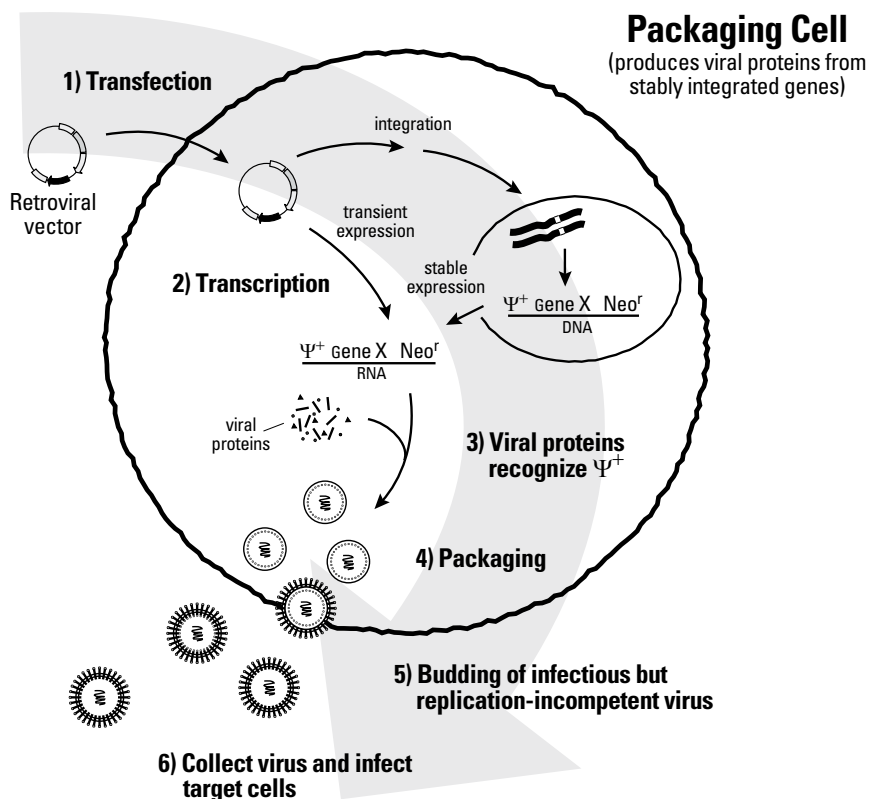 Packaging Cell
(produces viral proteins from
stably integrated genes)
1) Transfection
integration
Retroviral
vector
transient
expression
2) Transcription
stable
expression
Ψ+ Gene X Neor
DNA
Ψ+ Gene X Neor
RNA
viral
proteins
3) Viral proteins
recognize Ψ+
4) Packaging
5) Budding of infectious but
replication-incompetent virus
6) Collect virus and infect
target cells